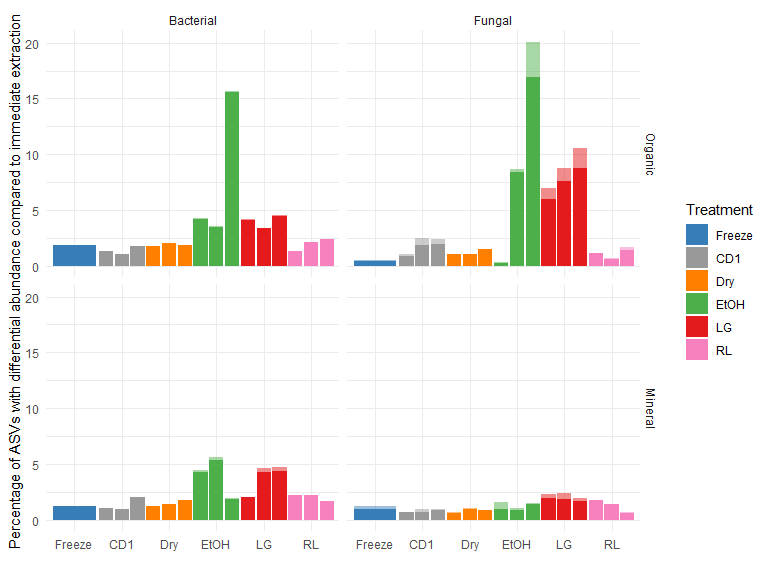 Bacterial
Fungal
Percentage of ASVs with differential abundance compared to immediate extraction
20
15
10
5
0
Organic
20
15
10
5
0
Mineral
Freeze CD1 Dry EtOH LG RL
Freeze CD1 Dry EtOH LG RL
Treatment
Freeze
CD1
Dry
EtOH
LG
RL